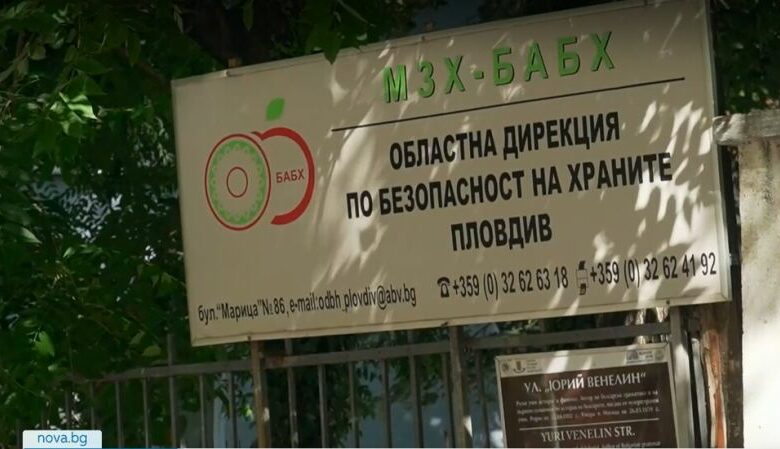 МЗХ-БАБХ
БАБХ
ОБЛАСТНА ДИРЕКЦИЯ
ПО БЕЗОПАСНОСТ НА ХРАНИТЕ
ПЛОВДИВ
☎+359 (0) 32 62 63 18 +359 (0) 32 62 41 92
бул."Марица"№86, e-mail:odbh_plovdiv@abv.bg
УЛ. „ЮРИЙ ВЕНЕЛИН“
YURI VENELIN STR.
nova.bg